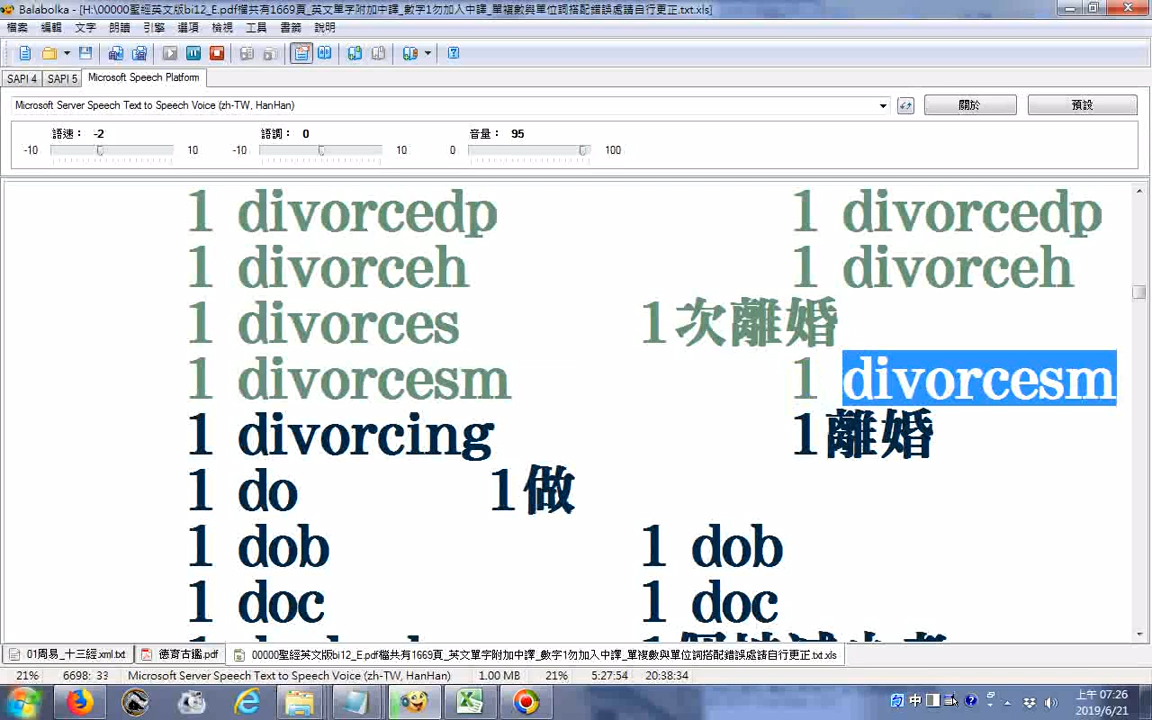 Balabolka - [H:\00000聖經英文版bi12_E.pdf檔共有1669頁_英文單字附加中譯_數字1勿加入中譯_單複數與單位詞搭配錯誤處請自行更正.txt.xls]
檔案 編輯 文字 朗讀 引擎 選項 檢視 工具 書籤 說明
SAPI 4 SAPI 5 Microsoft Speech Platform
Microsoft Server Speech Text to Speech Voice (zh-TW, HanHan) 關於 預設
語速： -2 語調： 0 音量： 95
-10 10 -10 10 0 100
1 divorcedp 1 divorcedp
1 divorceh 1 divorceh
1 divorces 1次離婚
1 divorcesm 1 divorcesm
1 divorcing 1離婚
1 do 1做
1 dob 1 dob
1 doc 1 doc
01周易_十三經.xml.txt 德育古鑑.pdf 00000聖經英文版bi12_E.pdf檔共有1669頁_英文單字附加中譯_數字1勿加入中譯_單複數與單位詞搭配錯誤處請自行更正.txt.xls
21% 6698: 33 Microsoft Server Speech Text to Speech Voice (zh-TW, HanHan) 1.00 MB 21% 5:27:54 20:38:34
中 上午 07:26
2019/6/21